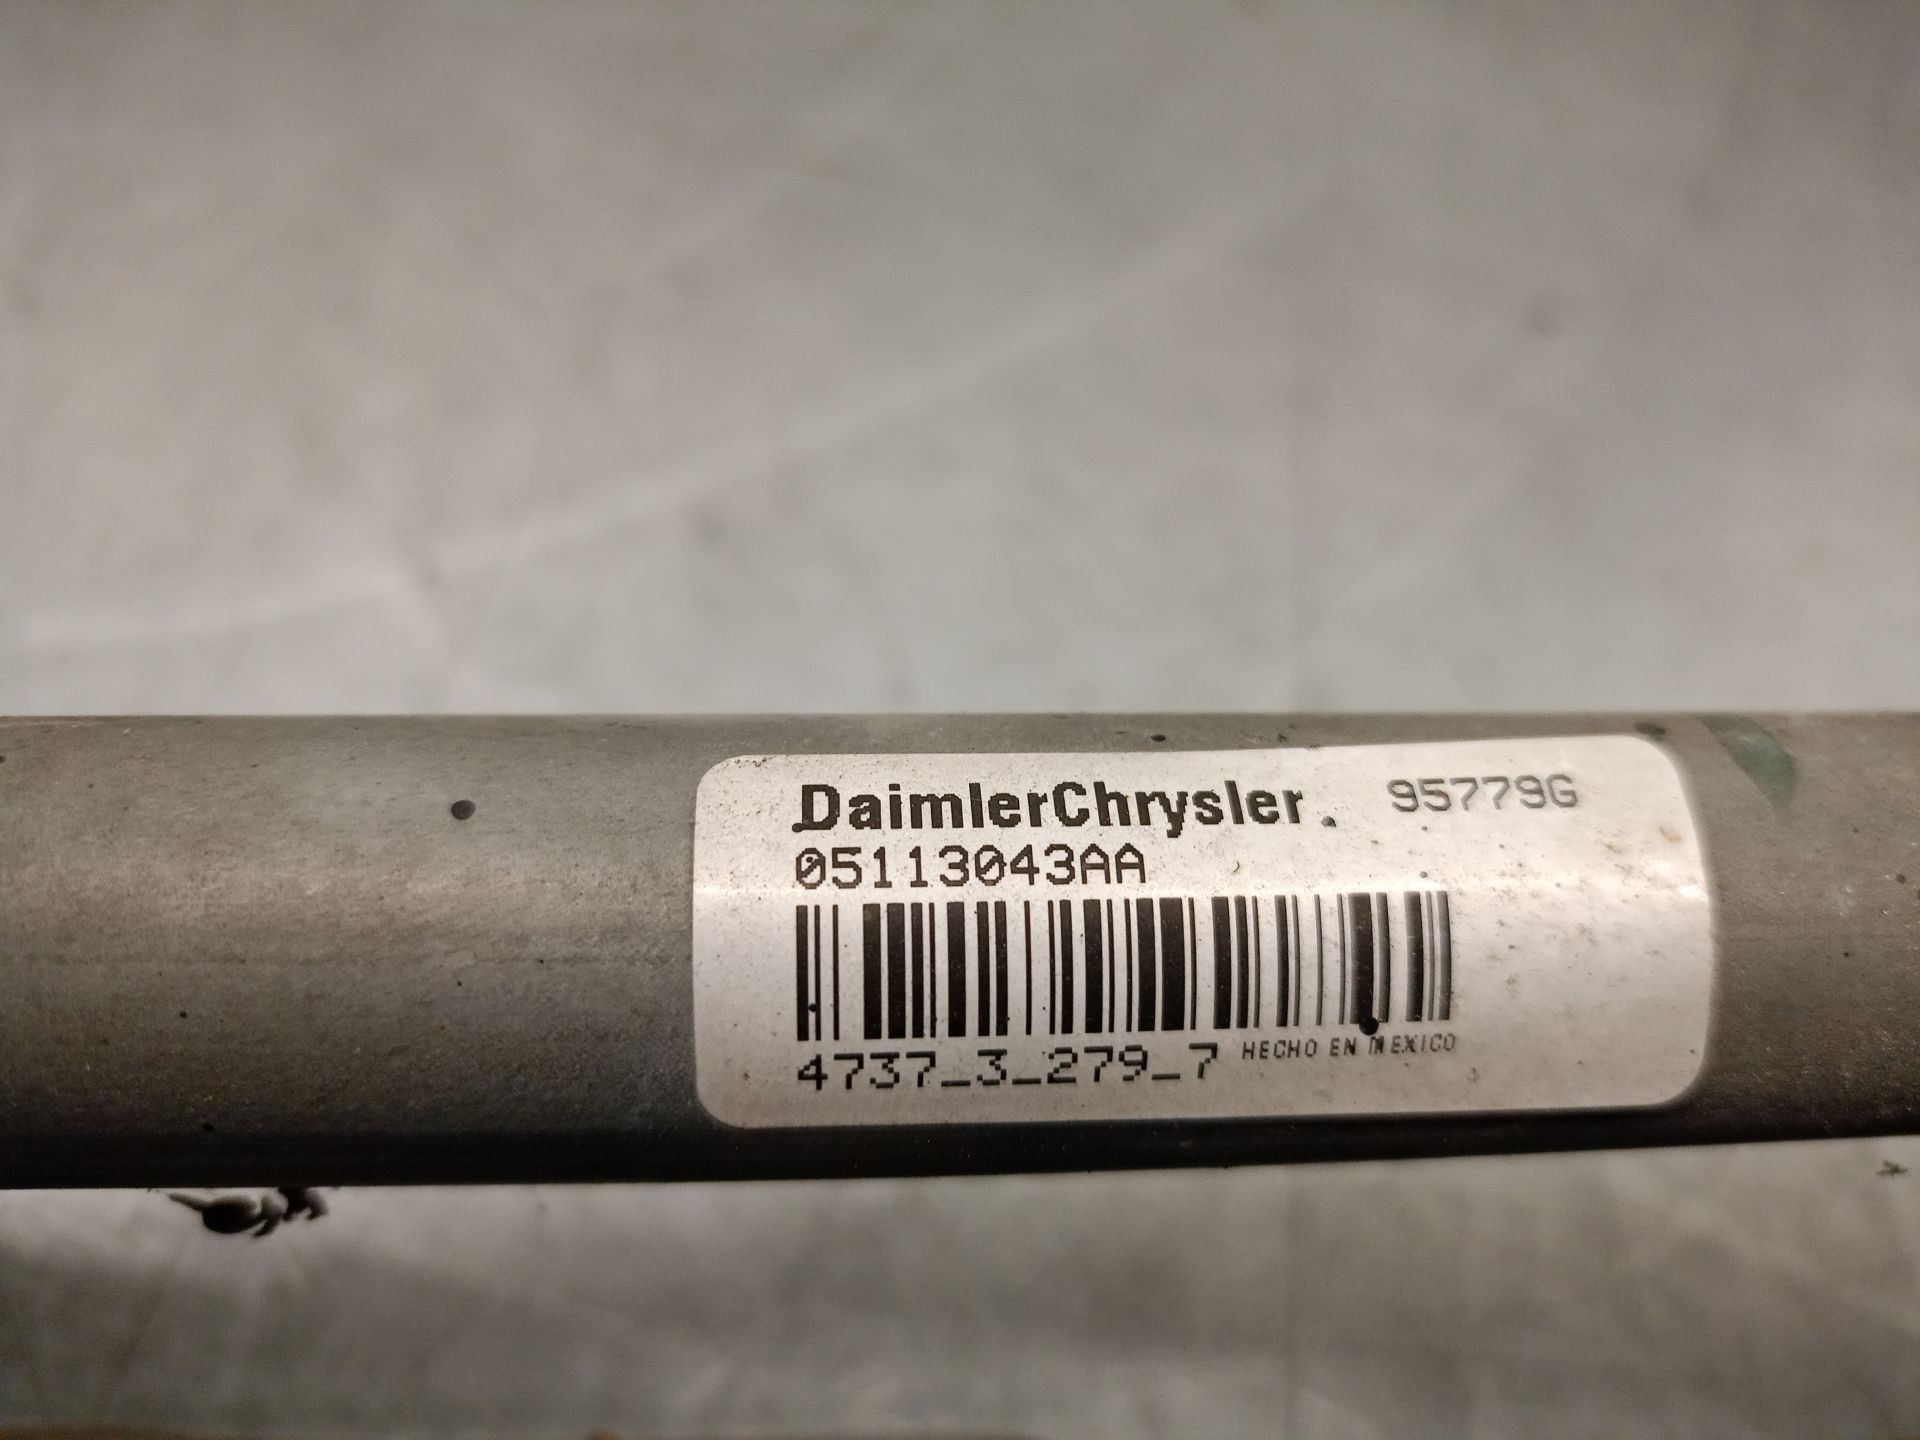 DaimlerChrysler. 95779G
05113043AA
4737_3_279_7 HECHO EN MEXICO